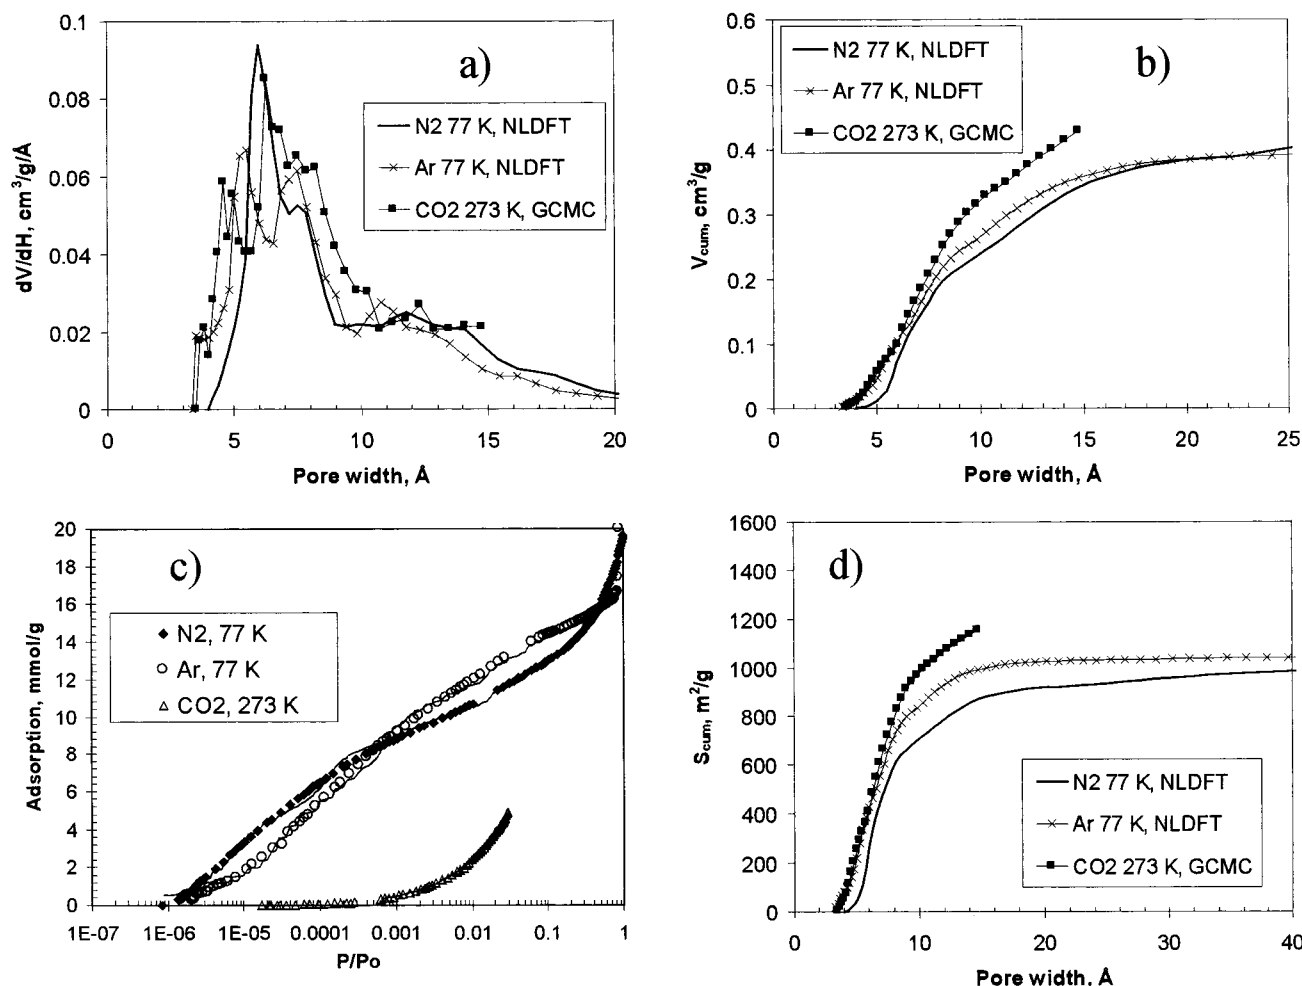 a)
dV/dH, cm³/g/Å
0.1
0.08
0.06
0.04
0.02
0
N2 77 K, NLDFT
Ar 77 K, NLDFT
CO2 273 K, GCMC
0 5 10 15 20
Pore width, Å
b)
Vcum, cm³/g
0.6
0.5
0.4
0.3
0.2
0.1
0
N2 77 K, NLDFT
Ar 77 K, NLDFT
CO2 273 K, GCMC
0 5 10 15 20 25
Pore width, Å
c)
Adsorption, mmol/g
20
18
16
14
12
10
8
6
4
2
0
N2, 77 K
Ar, 77 K
CO2, 273 K
1E-07 1E-06 1E-05 0.0001 0.001 0.01 0.1 1
P/Po
d)
Scum, m²/g
1600
1400
1200
1000
800
600
400
200
0
N2 77 K, NLDFT
Ar 77 K, NLDFT
CO2 273 K, GCMC
0 10 20 30 40
Pore width, Å